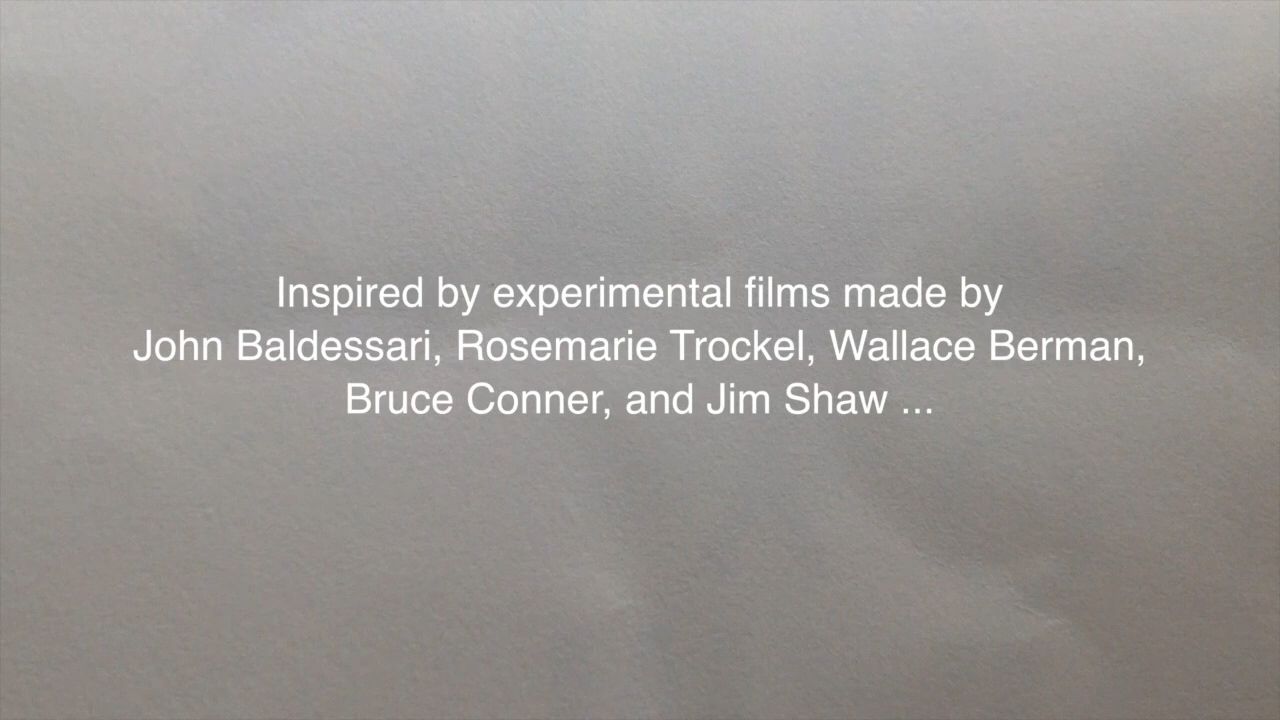 Inspired by experimental films made by
John Baldessari, Rosemarie Trockel, Wallace Berman,
Bruce Conner, and Jim Shaw ...